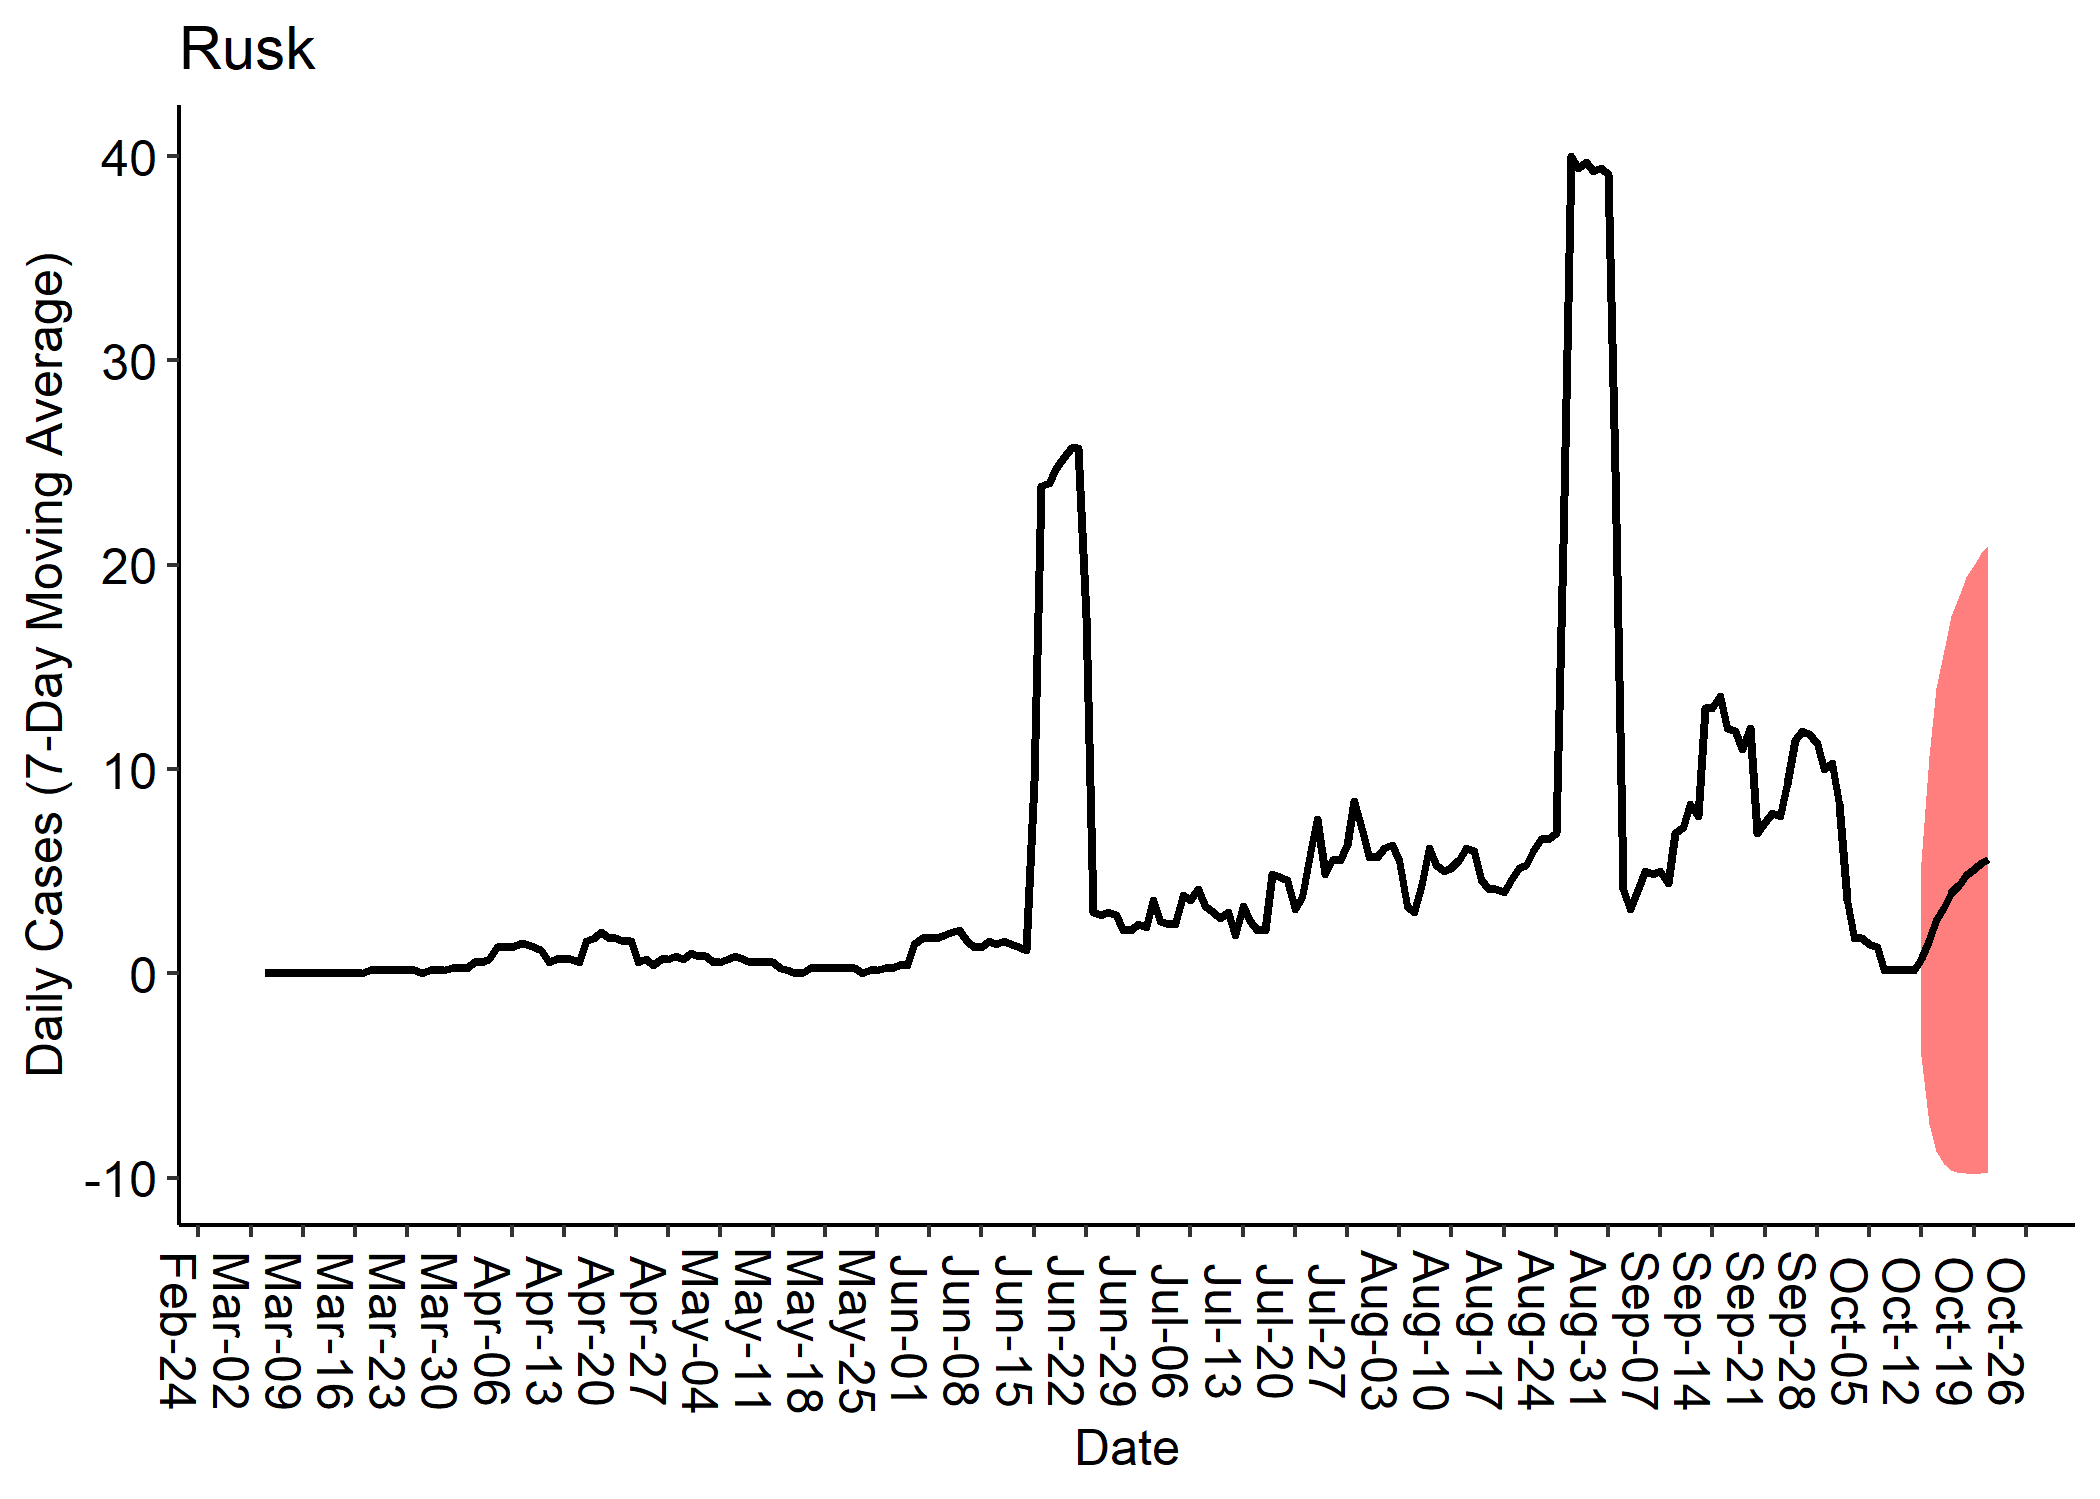 Rusk
Daily Cases (7-Day Moving Average)
40
30
20
10
0
-10
Feb-24
Mar-02
Mar-09
Mar-16
Mar-23
Mar-30
Apr-06
Apr-13
Apr-20
Apr-27
May-04
May-11
May-18
May-25
Jun-01
Jun-08
Jun-15
Jun-22
Jun-29
Jul-06
Jul-13
Jul-20
Jul-27
Aug-03
Aug-10
Aug-17
Aug-24
Aug-31
Sep-07
Sep-14
Sep-21
Sep-28
Oct-05
Oct-12
Oct-19
Oct-26
Date